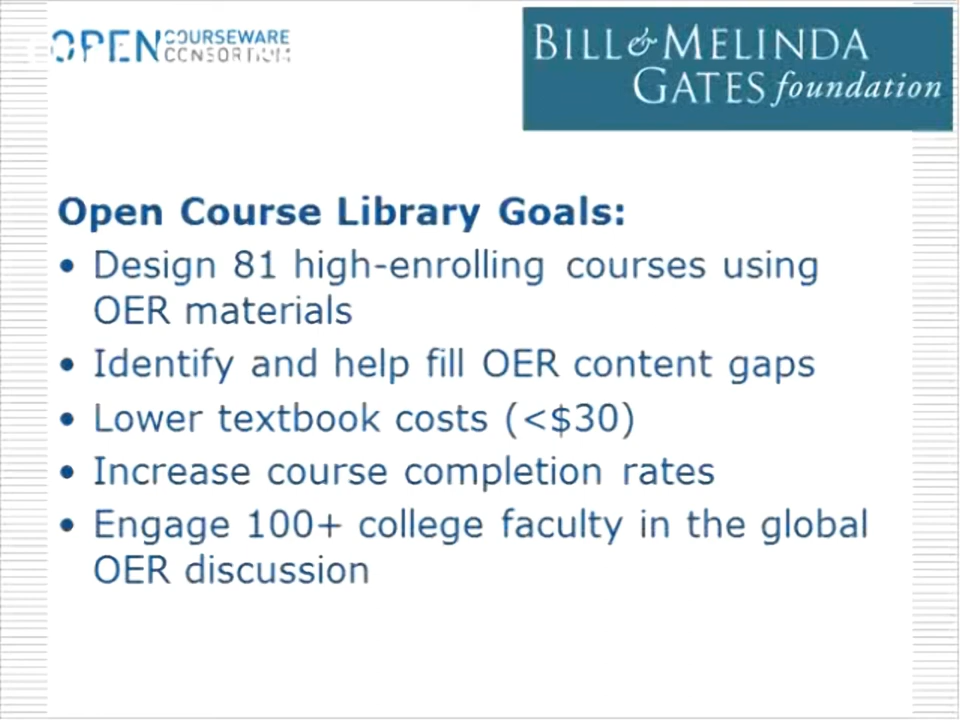 OPEN COURSEWARE
CONSORTIUM
BILL & MELINDA
GATES foundation
Open Course Library Goals:
• Design 81 high-enrolling courses using
OER materials
• Identify and help fill OER content gaps
• Lower textbook costs (<$30)
• Increase course completion rates
• Engage 100+ college faculty in the global
OER discussion